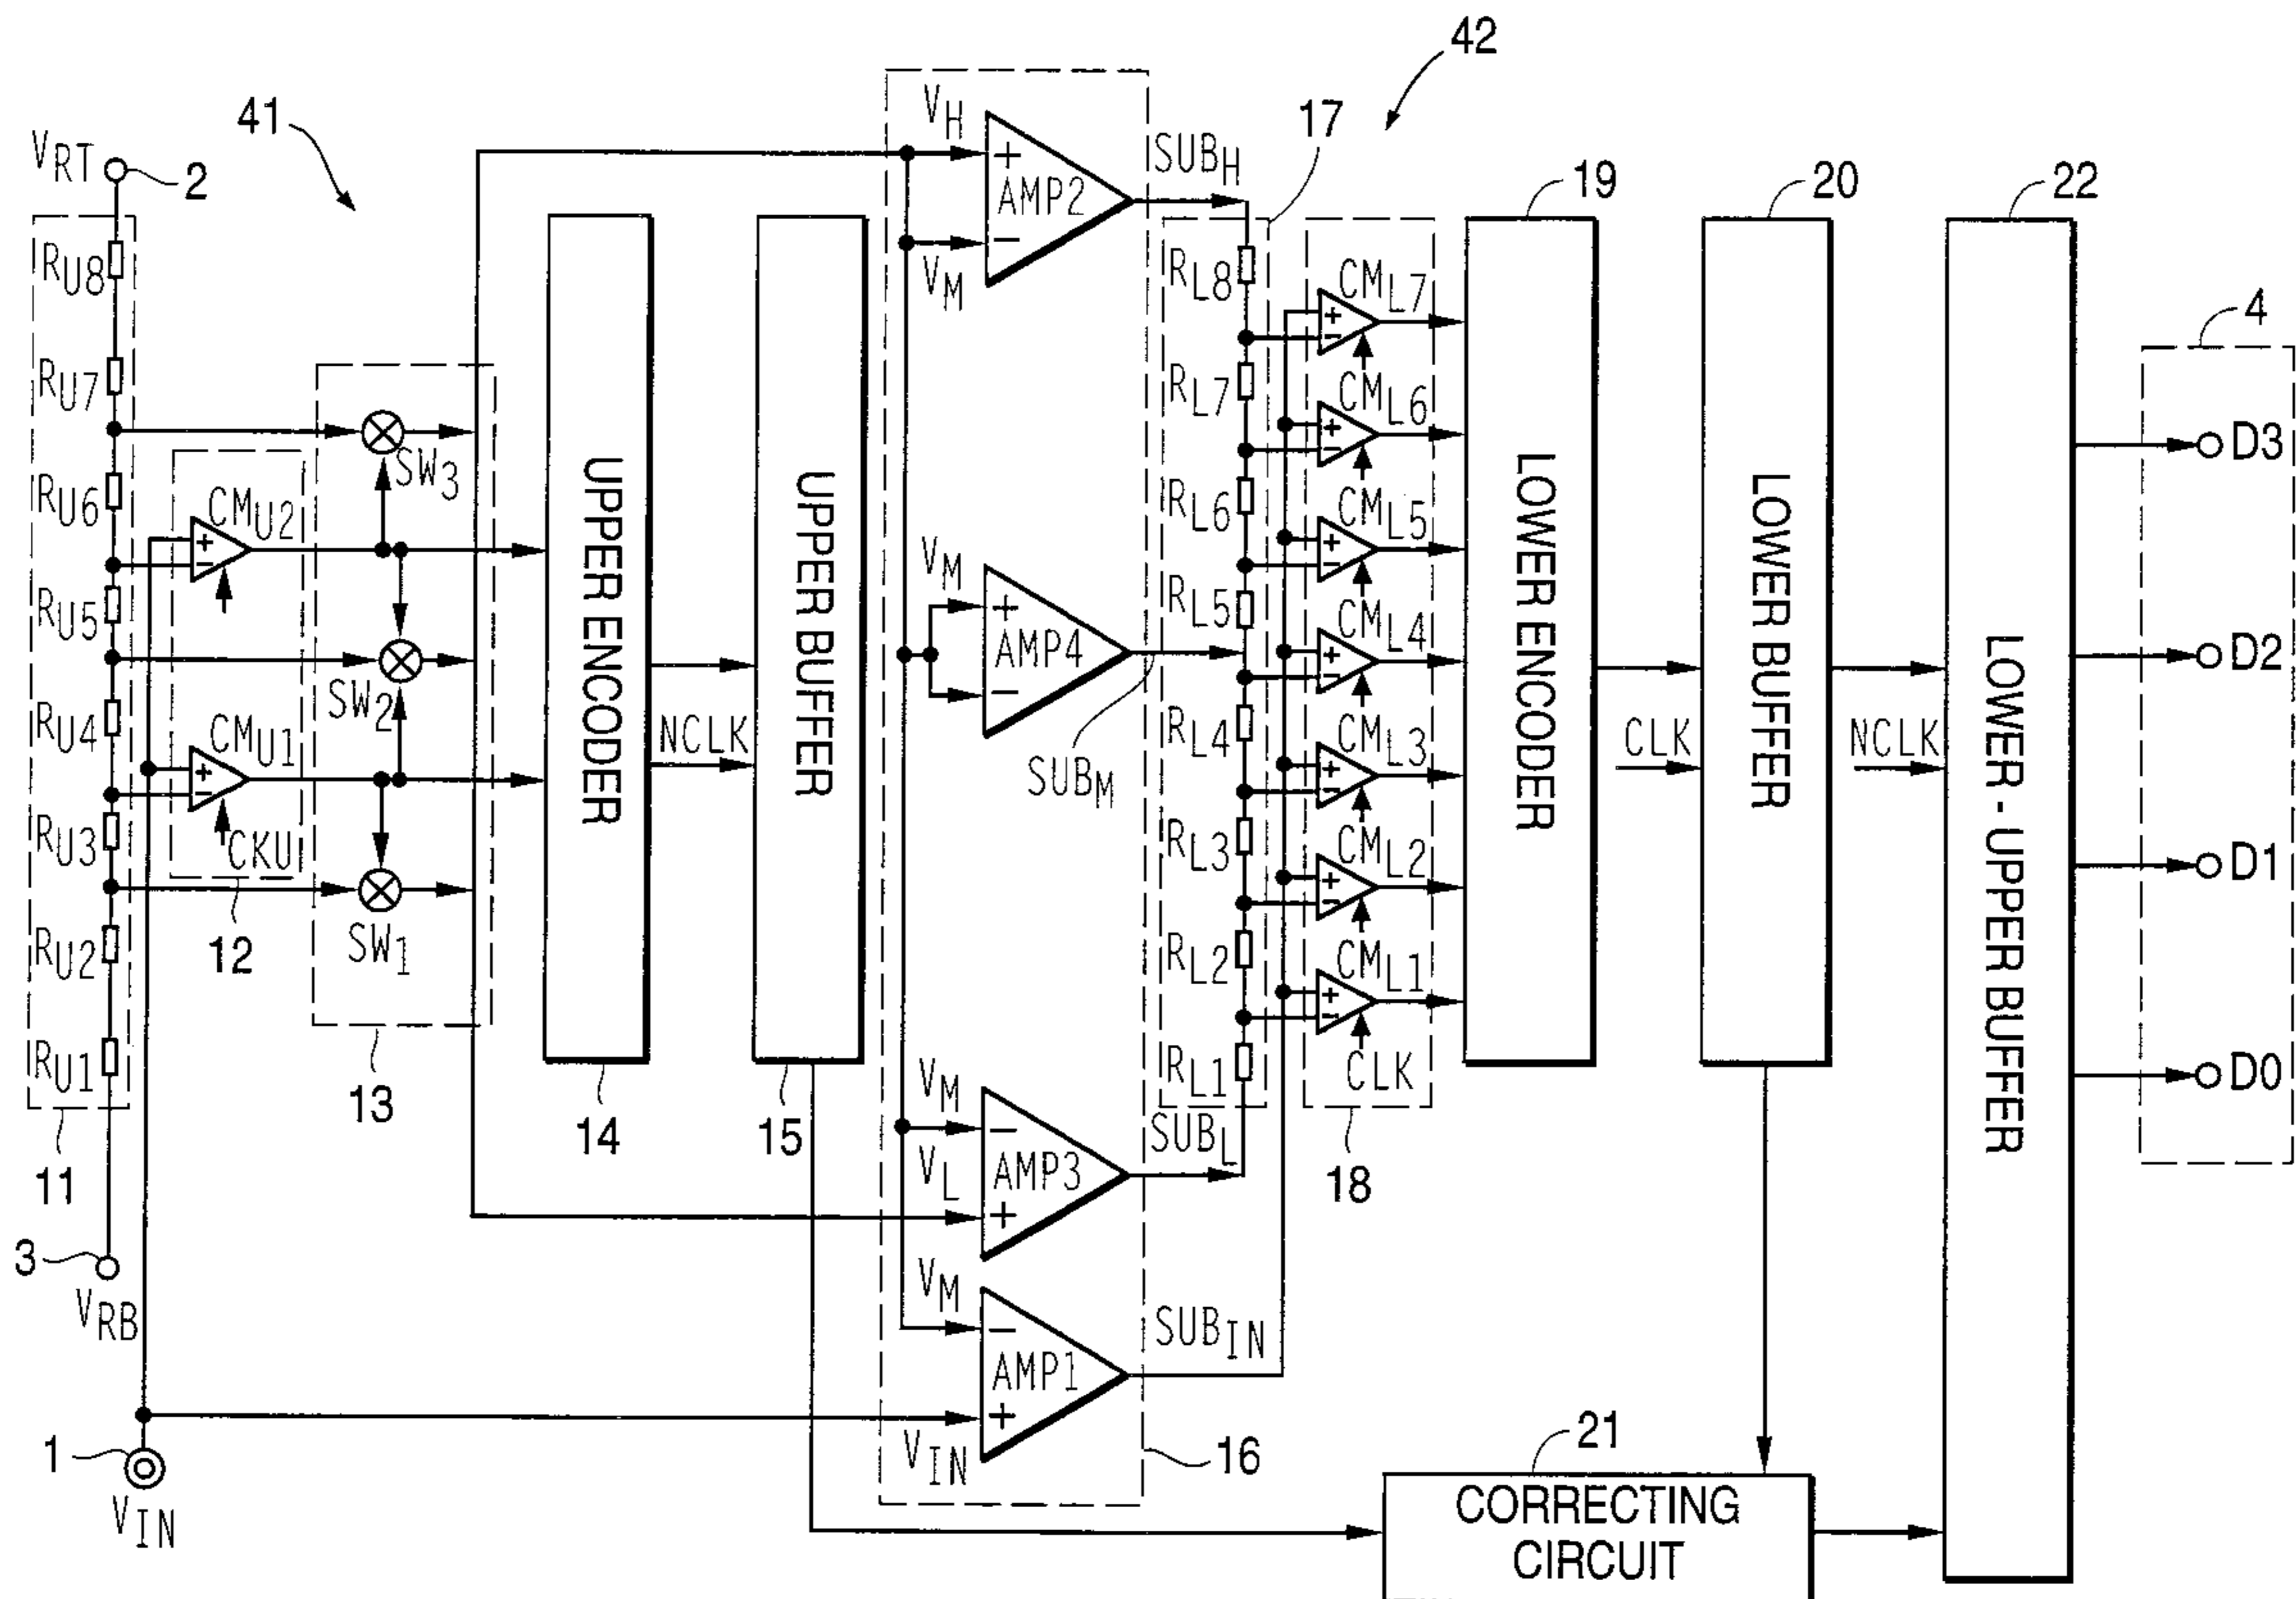 42
41
17
V_RT
2
V_H
SUB_H
19
20
22
AMP2
V_M
R_U8
R_U7
R_U6
R_U5
R_U4
R_U3
R_U2
R_U1
11
3
V_RB
1
V_IN
CM_U2
CM_U1
CKU
12
SW_3
SW_2
SW_1
13
UPPER ENCODER
14
NCLK
UPPER BUFFER
15
V_M
AMP4
SUB_M
V_M
V_L
AMP3
SUB_L
V_M
AMP1
V_IN
SUB_IN
16
R_L8
R_L7
R_L6
R_L5
R_L4
R_L3
R_L2
R_L1
CM_L7
CM_L6
CM_L5
CM_L4
CM_L3
CM_L2
CM_L1
CLK
18
LOWER ENCODER
CLK
LOWER BUFFER
NCLK
LOWER - UPPER BUFFER
4
D3
D2
D1
D0
21
CORRECTING
CIRCUIT